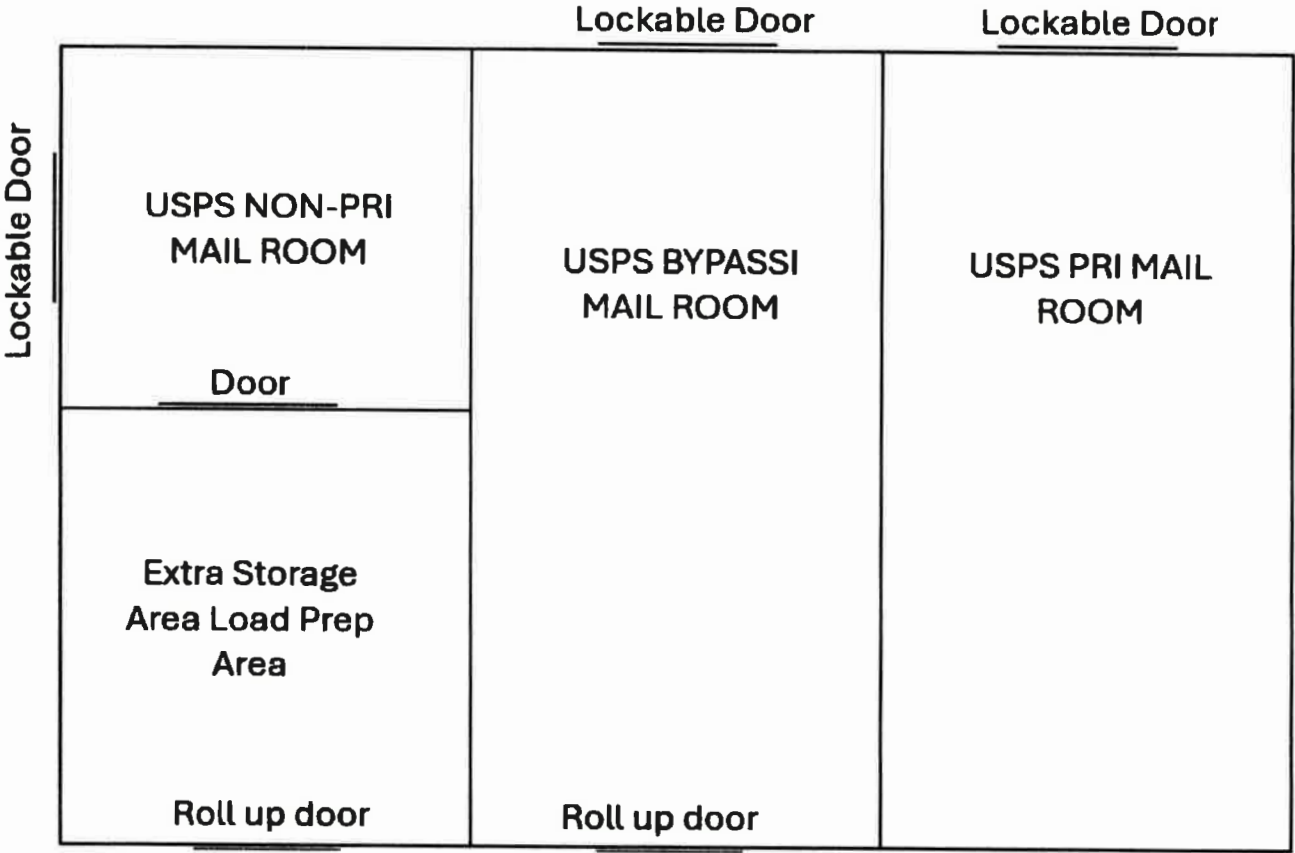 Lockable Door
Lockable Door
Lockable Door
USPS NON-PRI
MAIL ROOM
USPS BYPASSI
MAIL ROOM
USPS PRI MAIL
ROOM
Door
Extra Storage
Area Load Prep
Area
Roll up door
Roll up door